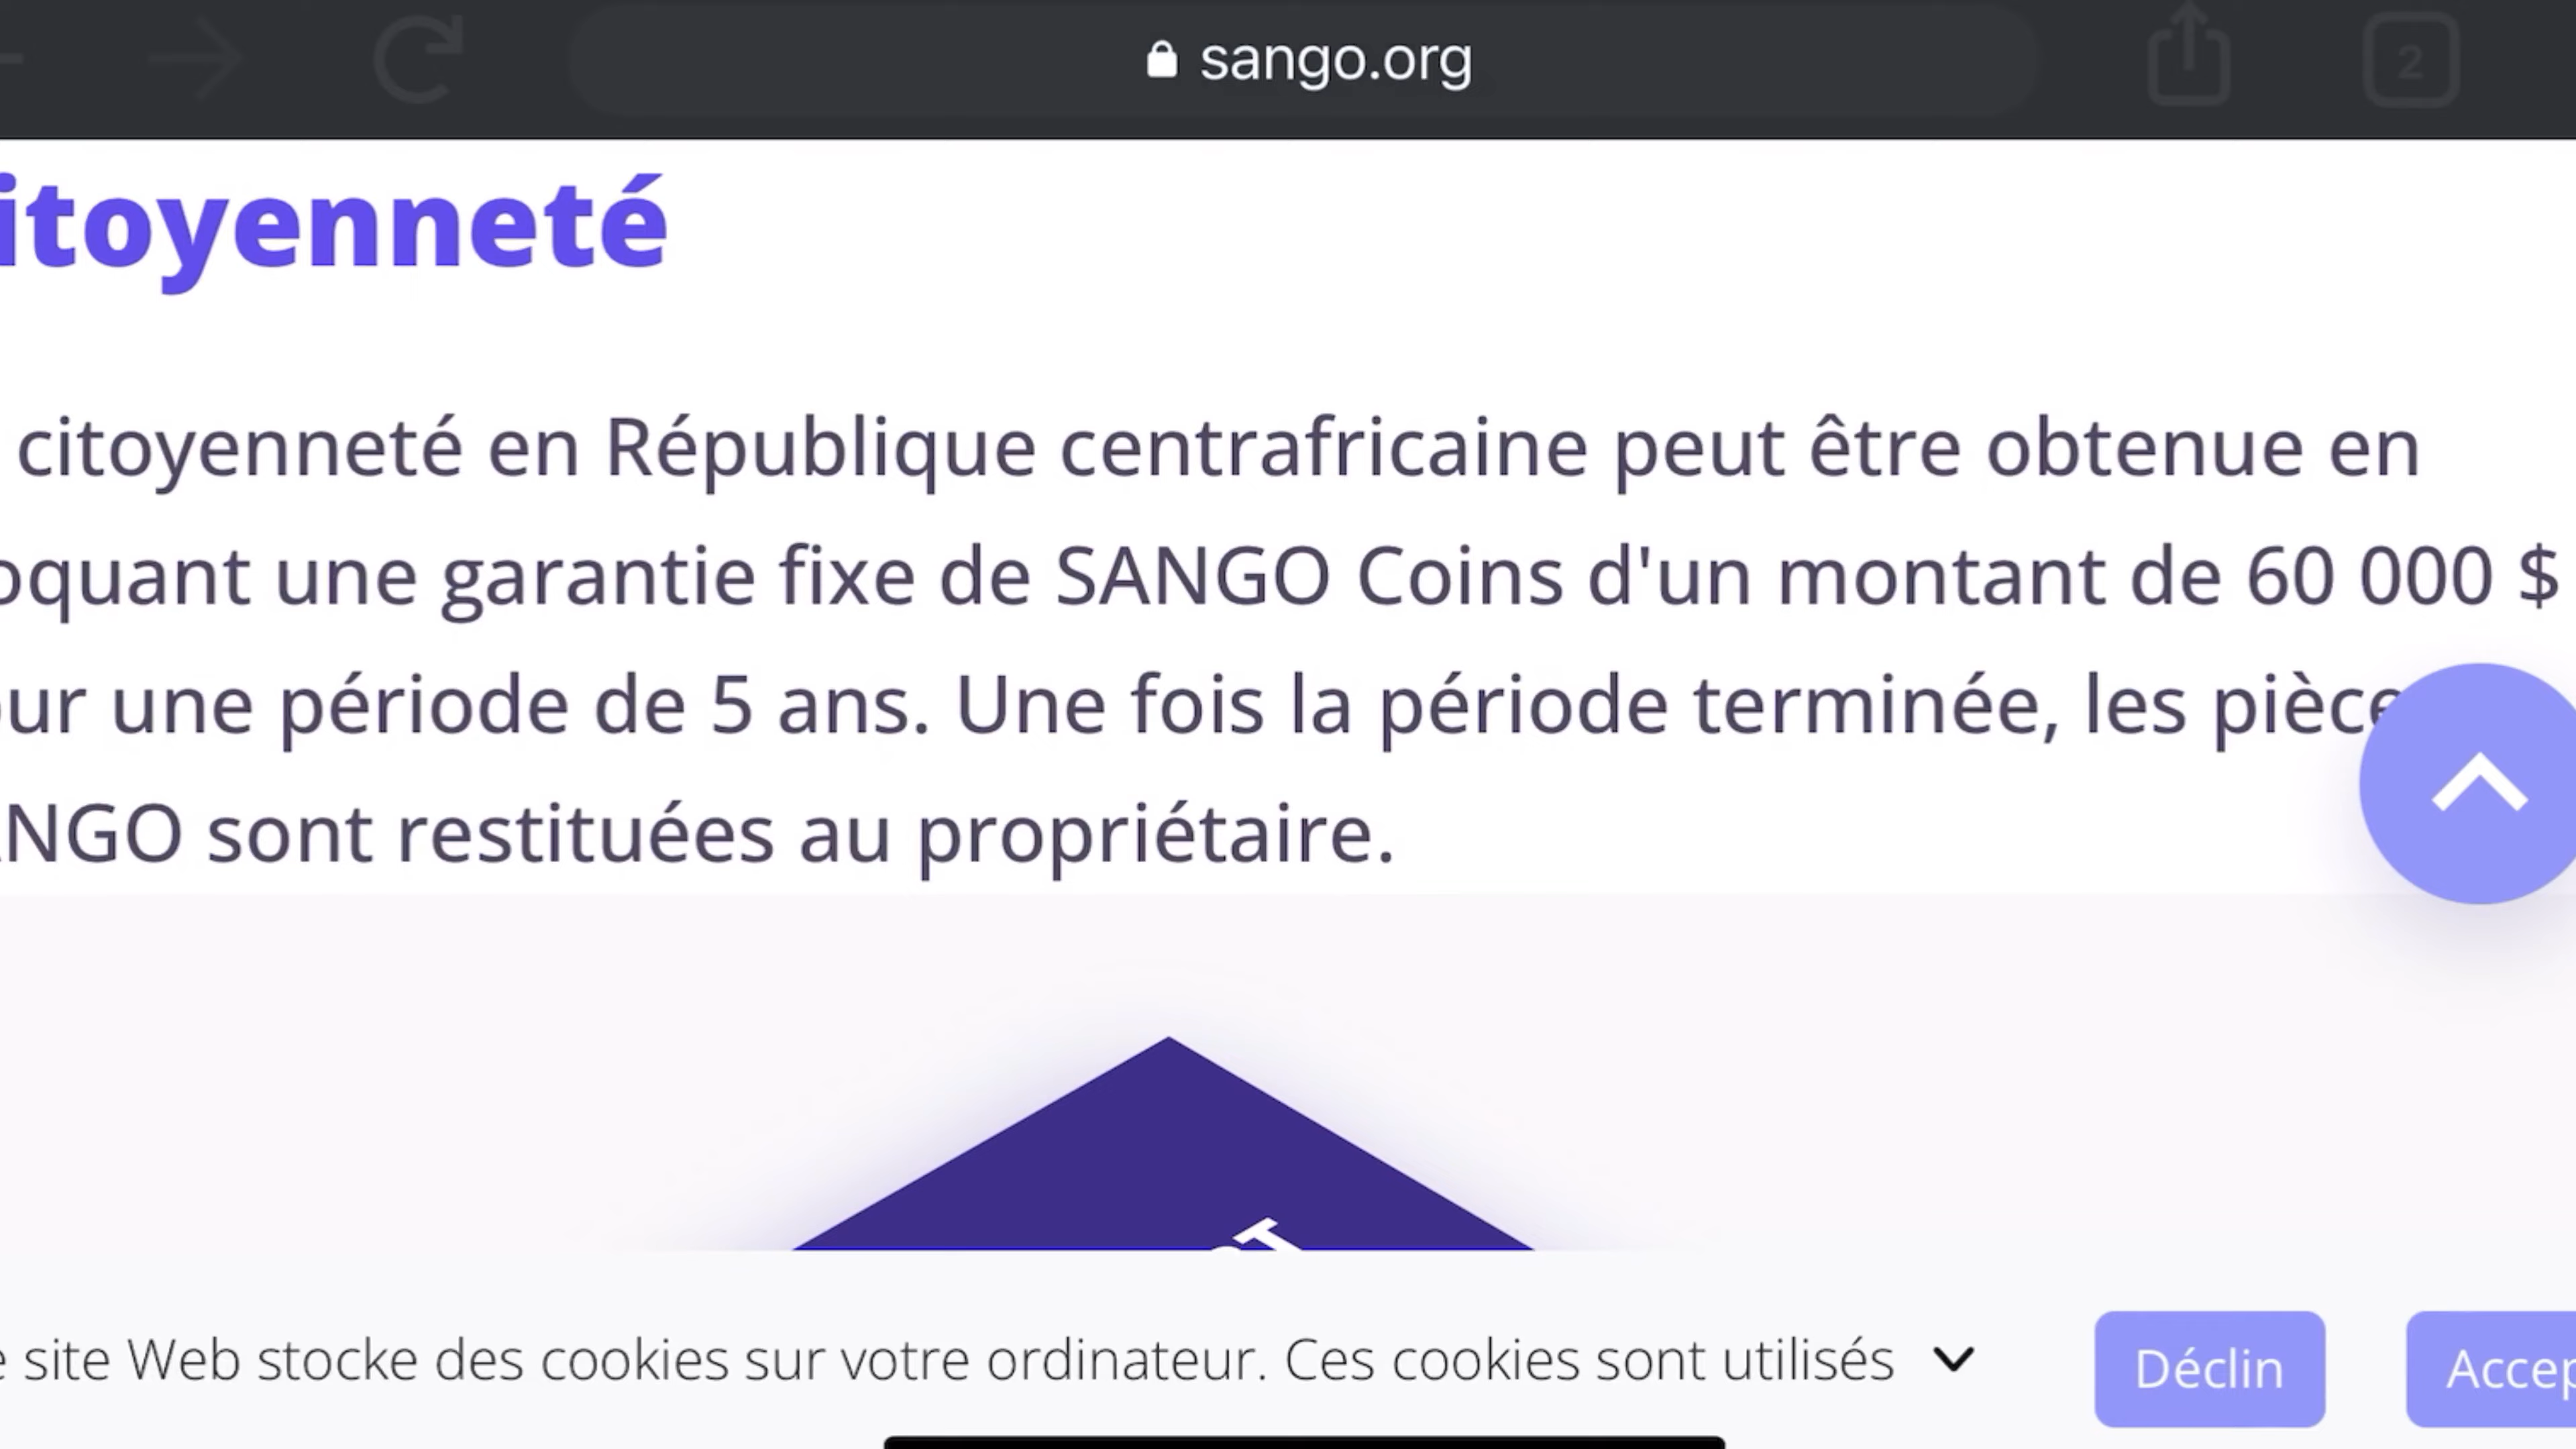 sango.org
2
itoyenneté
citoyenneté en République centrafricaine peut être obtenue en
oquant une garantie fixe de SANGO Coins d'un montant de 60 000 $
ur une période de 5 ans. Une fois la période terminée, les pièce
NGO sont restituées au propriétaire.
site Web stocke des cookies sur votre ordinateur. Ces cookies sont utilisés
Déclin
Accep